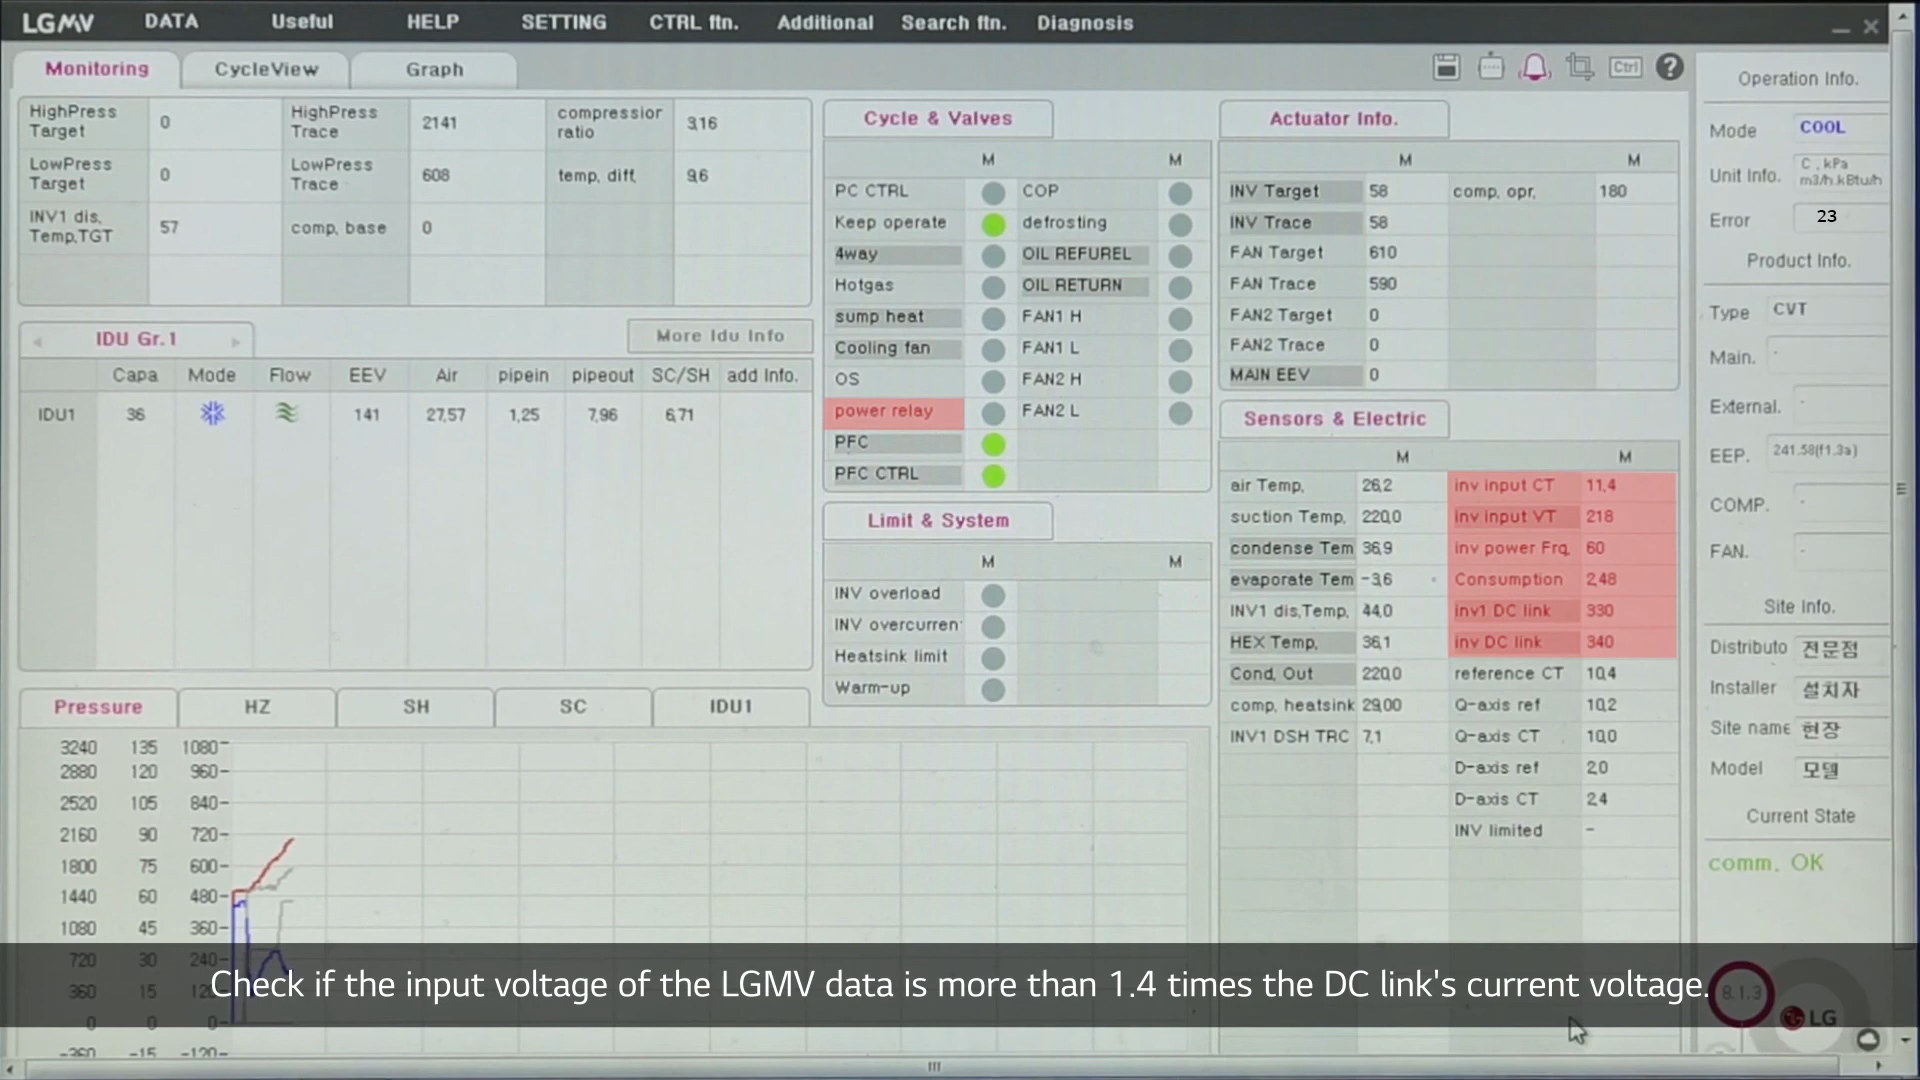 LGMV DATA Useful HELP SETTING CTRL ftn. Additional Search ftn. Diagnosis
Monitoring CycleView Graph
Ctrl ?
HighPress Target 0 HighPress Trace 2141 compression ratio 3,16
LowPress Target 0 LowPress Trace 608 temp, diff, 9,6
INV1 dis, Temp,TGT 57 comp, base 0
IDU Gr.1 More Idu Info
Capa Mode Flow EEV Air pipein pipeout SC/SH add Info.
IDU1 36 141 27,57 1,25 7,96 6,71
Pressure HZ SH SC IDU1
3240 135 1080
2880 120 960
2520 105 840
2160 90 720
1800 75 600
1440 60 480
1080 45 360
720 30 240
360 15 120
0 0 0
-360 -15 -120
Cycle & Valves
M M
PC CTRL COP
Keep operate defrosting
4way OIL REFUREL
Hotgas OIL RETURN
sump heat FAN1 H
Cooling fan FAN1 L
OS FAN2 H
power relay FAN2 L
PFC
PFC CTRL
Limit & System
M M
INV overload
INV overcurren
Heatsink limit
Warm-up
Actuator Info.
M M
INV Target 58 comp, opr, 180
INV Trace 58
FAN Target 610
FAN Trace 590
FAN2 Target 0
FAN2 Trace 0
MAIN EEV 0
Sensors & Electric
M M
air Temp, 26,2 inv input CT 11,4
suction Temp, 220,0 inv input VT 218
condense Tem 36,9 inv power Frq, 60
evaporate Tem -3,6 Consumption 2,48
INV1 dis,Temp, 44,0 inv1 DC link 330
HEX Temp, 36,1 inv DC link 340
Cond, Out 220,0 reference CT 10,4
comp, heatsink 29,00 Q-axis ref 10,2
INV1 DSH TRC 7,1 Q-axis CT 10,0
D-axis ref 2,0
D-axis CT 2,4
INV limited -
Operation Info.
Mode COOL
Unit Info. C , kPa m3/h.kBtu/h
Error 23
Product Info.
Type CVT
Main. -
External. -
EEP. 241.58(f1.3a)
COMP. -
FAN. -
Site Info.
Distributo 전문점
Installer 설치자
Site name 현장
Model 모델
Current State
comm. OK
8.1.3
LG
Check if the input voltage of the LGMV data is more than 1.4 times the DC link's current voltage.